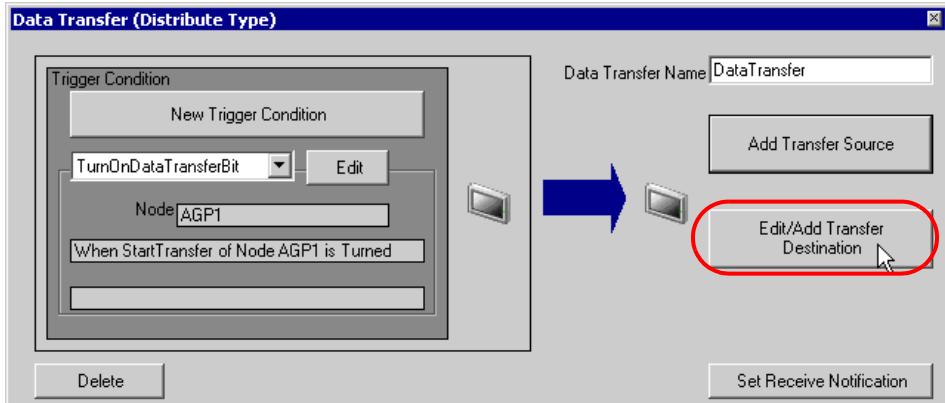 Data Transfer (Distribute Type)
Trigger Condition
New Trigger Condition
TurnOnDataTransferBit
Edit
Node
AGP1
When StartTransfer of Node AGP1 is Turned
Data Transfer Name
DataTransfer
Add Transfer Source
Edit/Add Transfer
Destination
Delete
Set Receive Notification